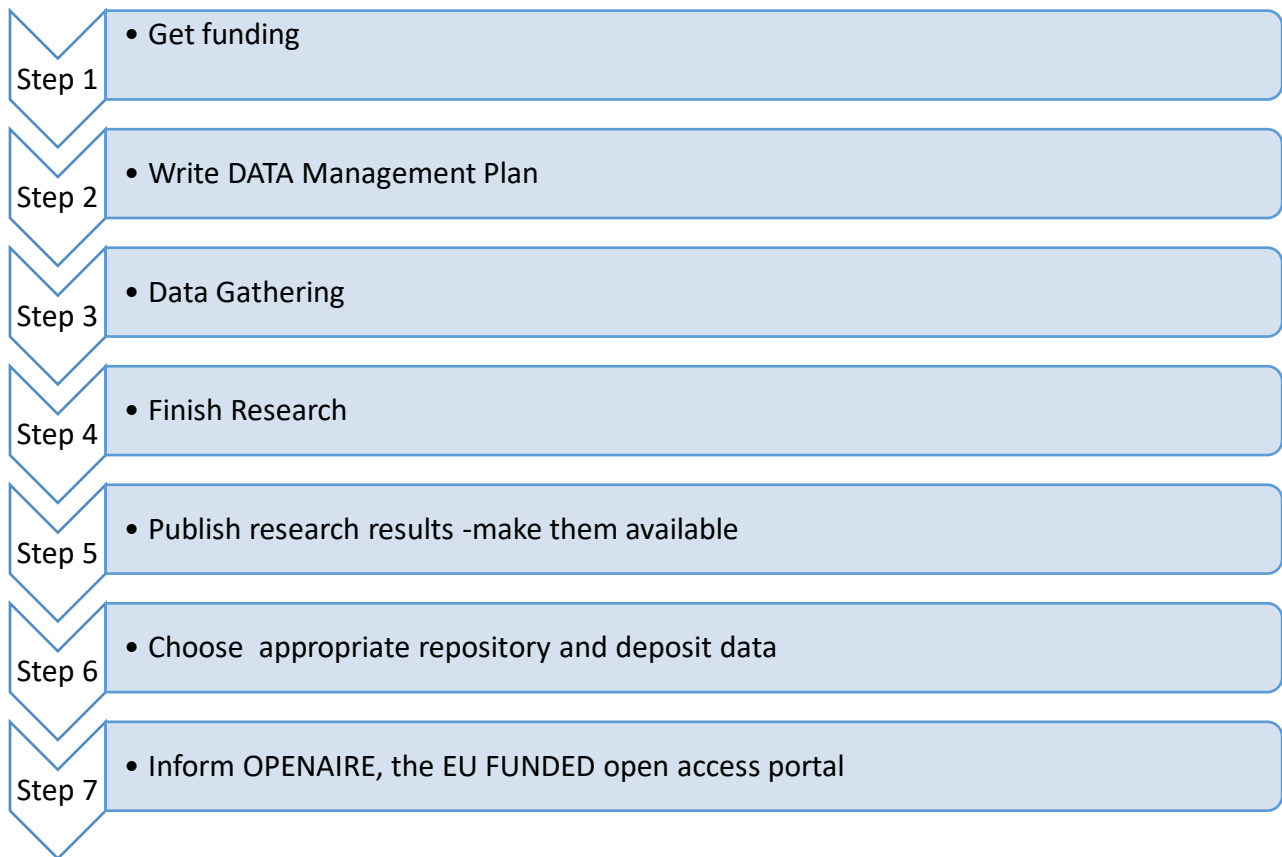 Step 1
• Get funding
Step 2
• Write DATA Management Plan
Step 3
• Data Gathering
Step 4
• Finish Research
Step 5
• Publish research results -make them available
Step 6
• Choose  appropriate repository and deposit data
Step 7
• Inform OPENAIRE, the EU FUNDED open access portal